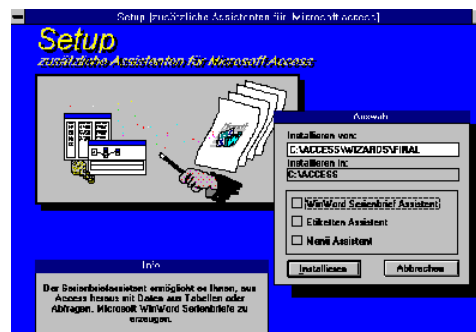 Setup [zusätzliche Assistenten für Microsoft access]
Setup
zusätzliche Assistenten für Microsoft Access
Auswahl
Installieren von:
C:\ACCESS\WIZARDS\FINAL
Installieren in:
C:\ACCESS
WinWord Serienbrief Assistent
Etiketten Assistent
Menü Assistent
Installieren
Abbrechen
Info
Der Serienbriefassistent ermöglicht es Ihnen, aus
Access heraus mit Daten aus Tabellen oder
Abfragen, Microsoft WinWord Serienbriefe zu
erzeugen.